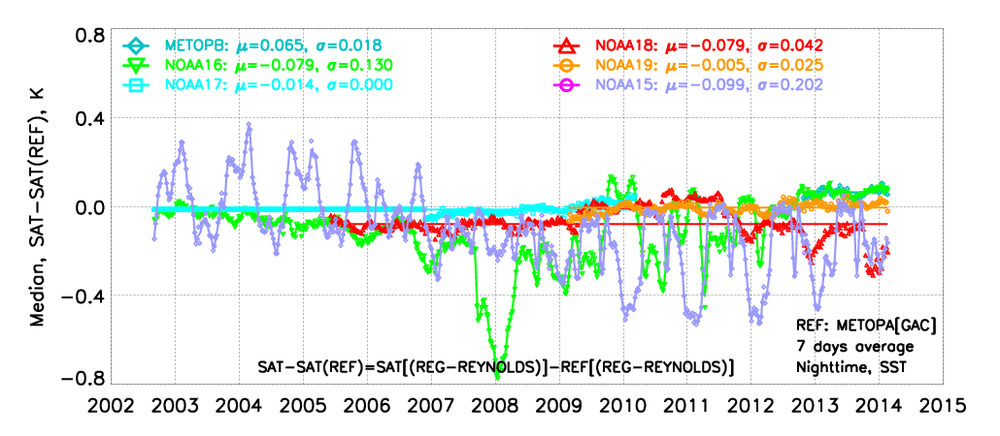 0.8
METOPB: μ=0.065, σ=0.018
NOAA18: μ=−0.079, σ=0.042
NOAA16: μ=−0.079, σ=0.130
NOAA19: μ=−0.005, σ=0.025
NOAA17: μ=−0.014, σ=0.000
NOAA15: μ=−0.099, σ=0.202
0.4
0.0
−0.4
−0.8
Median, SAT−SAT(REF), K
REF: METOPA[GAC]
7 days average
Nighttime, SST
SAT−SAT(REF)=SAT[(REG−REYNOLDS)]−REF[(REG−REYNOLDS)]
2002 2003 2004 2005 2006 2007 2008 2009 2010 2011 2012 2013 2014 2015